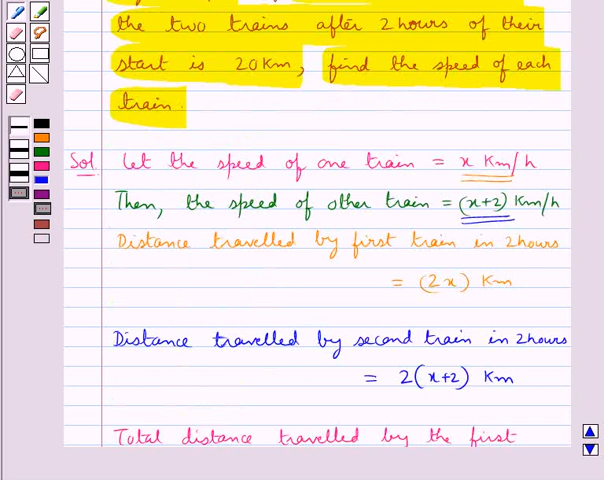 the two trains after 2 hours of their
start is 20 Km, find the speed of each
train.
Sol Let the speed of one train = x Km/h
Then, the speed of other train = (x+2) Km/h
Distance travelled by first train in 2 hours
= (2x) Km
Distance travelled by second train in 2 hours
= 2(x+2) Km
Total distance travelled by the first